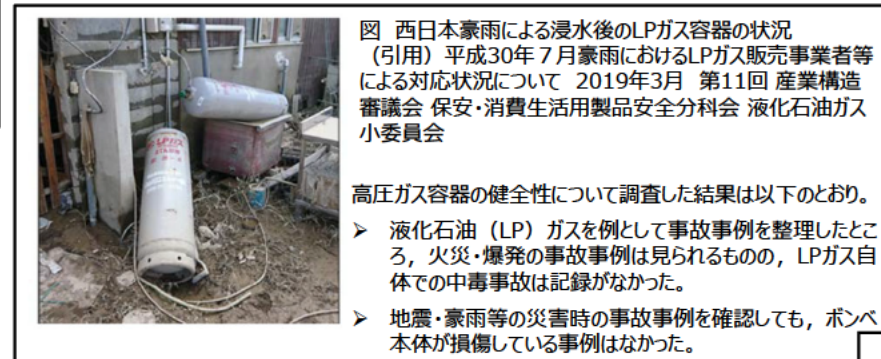 図 西日本豪雨による浸水後のLPガス容器の状況
（引用）平成30年７月豪雨におけるLPガス販売事業者等
による対応状況について 2019年3月 第11回 産業構造
審議会 保安・消費生活用製品安全分科会 液化石油ガス
小委員会
高圧ガス容器の健全性について調査した結果は以下のとおり。
➢ 液化石油（LP）ガスを例として事故事例を整理したとこ
ろ，火災・爆発の事故事例は見られるものの，LPガス自
体での中毒事故は記録がなかった。
➢ 地震・豪雨等の災害時の事故事例を確認しても，ボンベ
本体が損傷している事例はなかった。
LPガス